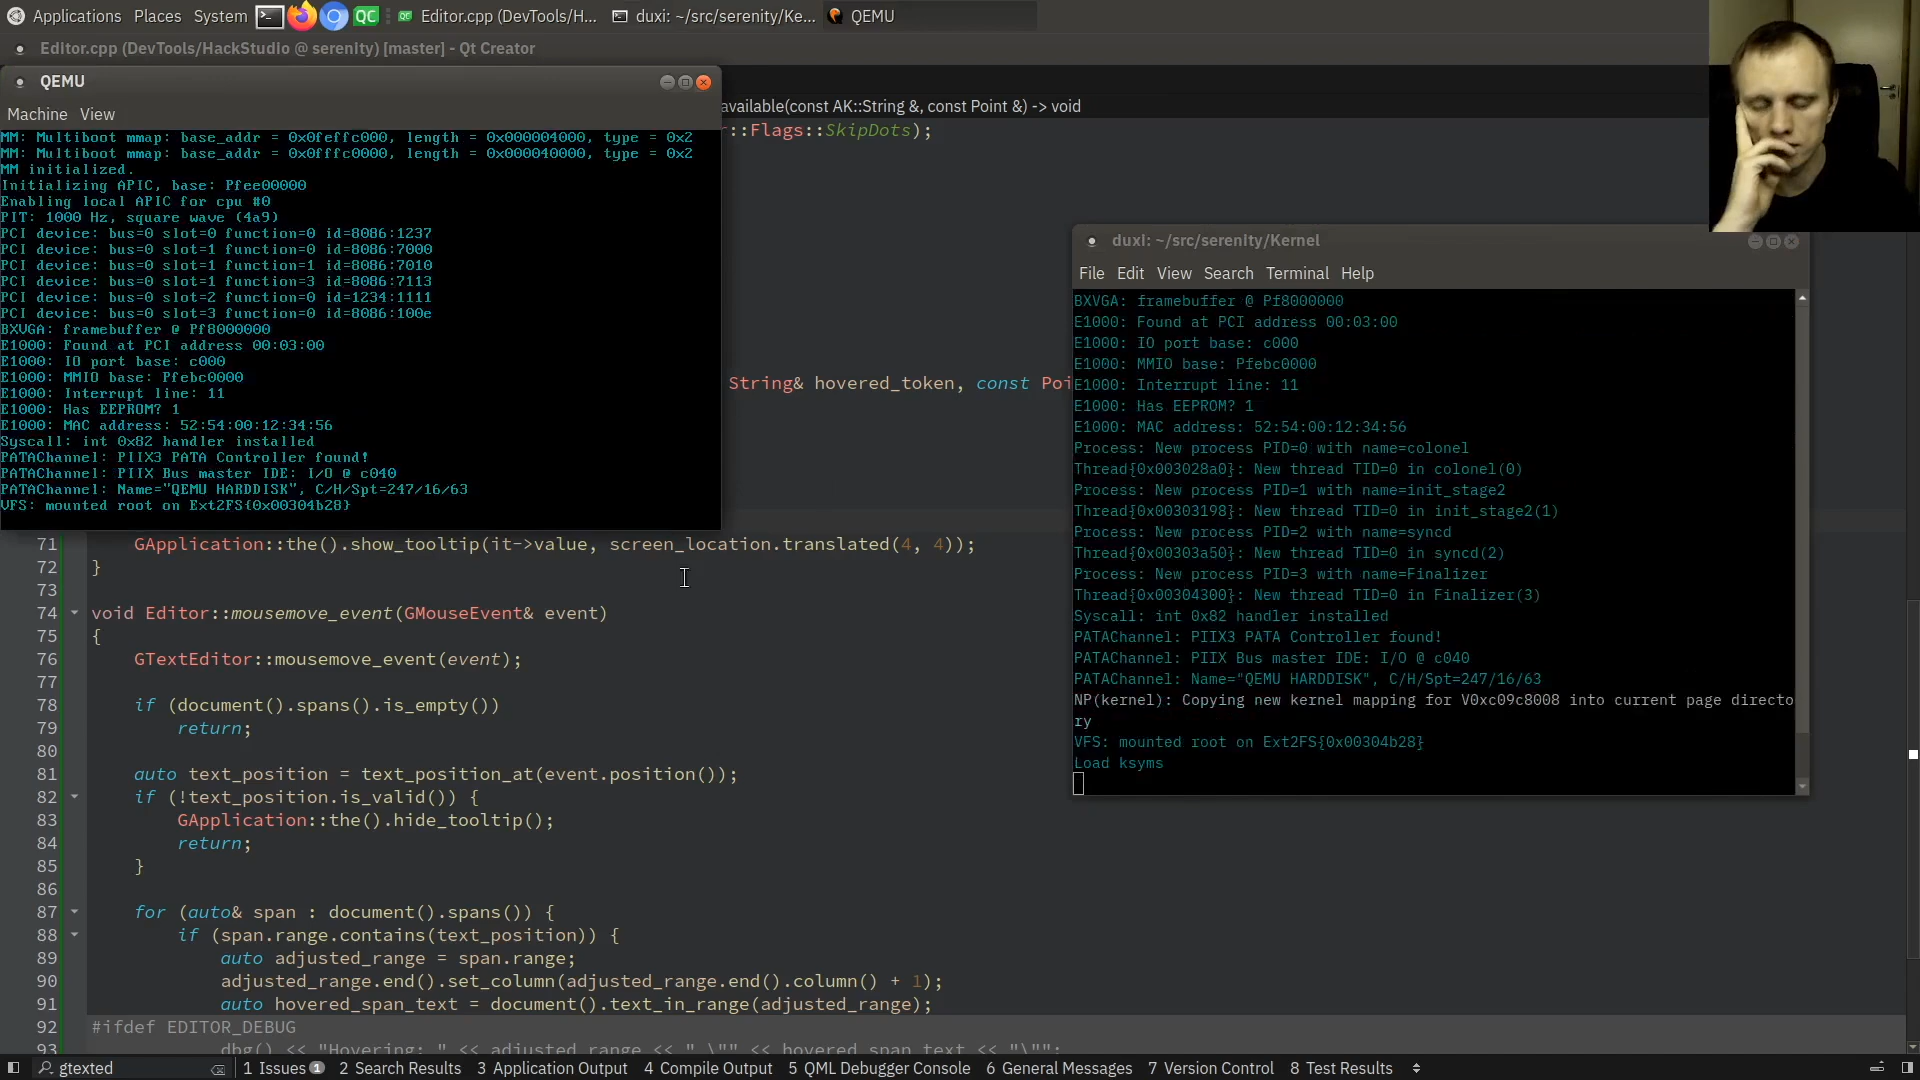 Applications Places System QC QC Editor.cpp (DevTools/H... duxi: ~/src/serenity/Ke... QEMU
Editor.cpp (DevTools/HackStudio @ serenity) [master] - Qt Creator
QEMU
Machine View
available(const AK::String &, const Point &) -> void
r::Flags::SkipDots);
MM: Multiboot mmap: base_addr = 0x0feffc000, length = 0x000004000, type = 0x2
MM: Multiboot mmap: base_addr = 0x0fffc0000, length = 0x000040000, type = 0x2
MM initialized.
Initializing APIC, base: Pfee00000
Enabling local APIC for cpu #0
PIT: 1000 Hz, square wave (4a9)
PCI device: bus=0 slot=0 function=0 id=8086:1237
PCI device: bus=0 slot=1 function=0 id=8086:7000
PCI device: bus=0 slot=1 function=1 id=8086:7010
PCI device: bus=0 slot=1 function=3 id=8086:7113
PCI device: bus=0 slot=2 function=0 id=1234:1111
PCI device: bus=0 slot=3 function=0 id=8086:100e
BXVGA: framebuffer @ Pf8000000
E1000: Found at PCI address 00:03:00
E1000: IO port base: c000
E1000: MMIO base: Pfebc0000
E1000: Interrupt line: 11
E1000: Has EEPROM? 1
E1000: MAC address: 52:54:00:12:34:56
Syscall: int 0x82 handler installed
PATAChannel: PIIX3 PATA Controller found!
PATAChannel: PIIX Bus master IDE: I/O @ c040
PATAChannel: Name="QEMU HARDDISK", C/H/Spt=247/16/63
VFS: mounted root on Ext2FS{0x00304b28}
String& hovered_token, const Poi
duxi: ~/src/serenity/Kernel
File Edit View Search Terminal Help
BXVGA: framebuffer @ Pf8000000
E1000: Found at PCI address 00:03:00
E1000: IO port base: c000
E1000: MMIO base: Pfebc0000
E1000: Interrupt line: 11
E1000: Has EEPROM? 1
E1000: MAC address: 52:54:00:12:34:56
Process: New process PID=0 with name=colonel
Thread{0x003028a0}: New thread TID=0 in colonel(0)
Process: New process PID=1 with name=init_stage2
Thread{0x00303198}: New thread TID=0 in init_stage2(1)
Process: New process PID=2 with name=syncd
Thread{0x00303a50}: New thread TID=0 in syncd(2)
Process: New process PID=3 with name=Finalizer
Thread{0x00304300}: New thread TID=0 in Finalizer(3)
Syscall: int 0x82 handler installed
PATAChannel: PIIX3 PATA Controller found!
PATAChannel: PIIX Bus master IDE: I/O @ c040
PATAChannel: Name="QEMU HARDDISK", C/H/Spt=247/16/63
NP(kernel): Copying new kernel mapping for V0xc09c8008 into current page directo
ry
VFS: mounted root on Ext2FS{0x00304b28}
Load ksyms
71 GApplication::the().show_tooltip(it->value, screen_location.translated(4, 4));
72 }
73
74 void Editor::mousemove_event(GMouseEvent& event)
75 {
76 GTextEditor::mousemove_event(event);
77
78 if (document().spans().is_empty())
79 return;
80
81 auto text_position = text_position_at(event.position());
82 if (!text_position.is_valid()) {
83 GApplication::the().hide_tooltip();
84 return;
85 }
86
87 for (auto& span : document().spans()) {
88 if (span.range.contains(text_position)) {
89 auto adjusted_range = span.range;
90 adjusted_range.end().set_column(adjusted_range.end().column() + 1);
91 auto hovered_span_text = document().text_in_range(adjusted_range);
92 #ifdef EDITOR_DEBUG
93 dbg() << "Hovering: " << adjusted_range << " \"" << hovered_span_text << "\"";
gtexted 1 Issues 1 2 Search Results 3 Application Output 4 Compile Output 5 QML Debugger Console 6 General Messages 7 Version Control 8 Test Results